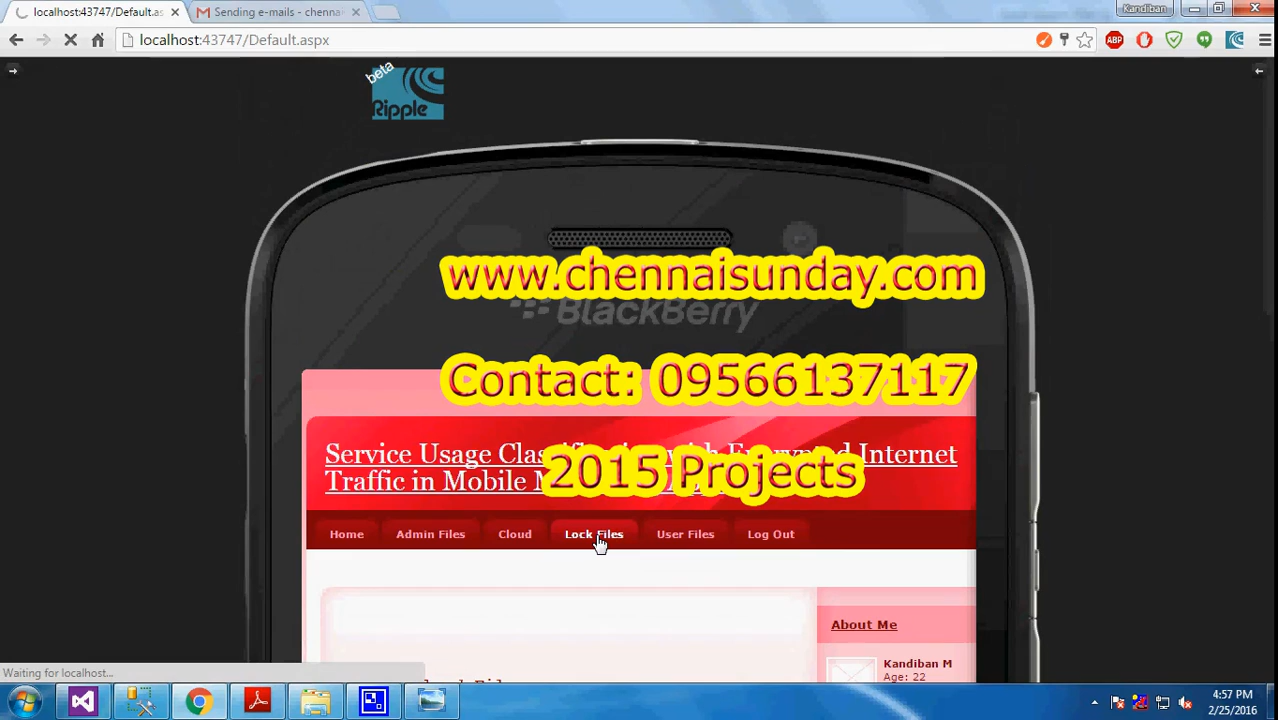 localhost:43747/Default.as
Sending e-mails - chenna
Kandiban
localhost:43747/Default.aspx
ABP
beta
Ripple
www.chennaisunday.com
BlackBerry
Contact: 09566137117
Service Usage Encrypted Internet
Traffic in Mobile
2015 Projects
Home
Admin Files
Cloud
Lock Files
User Files
Log Out
About Me
Kandiban M
Age: 22
Waiting for localhost...
4:57 PM
2/25/2016